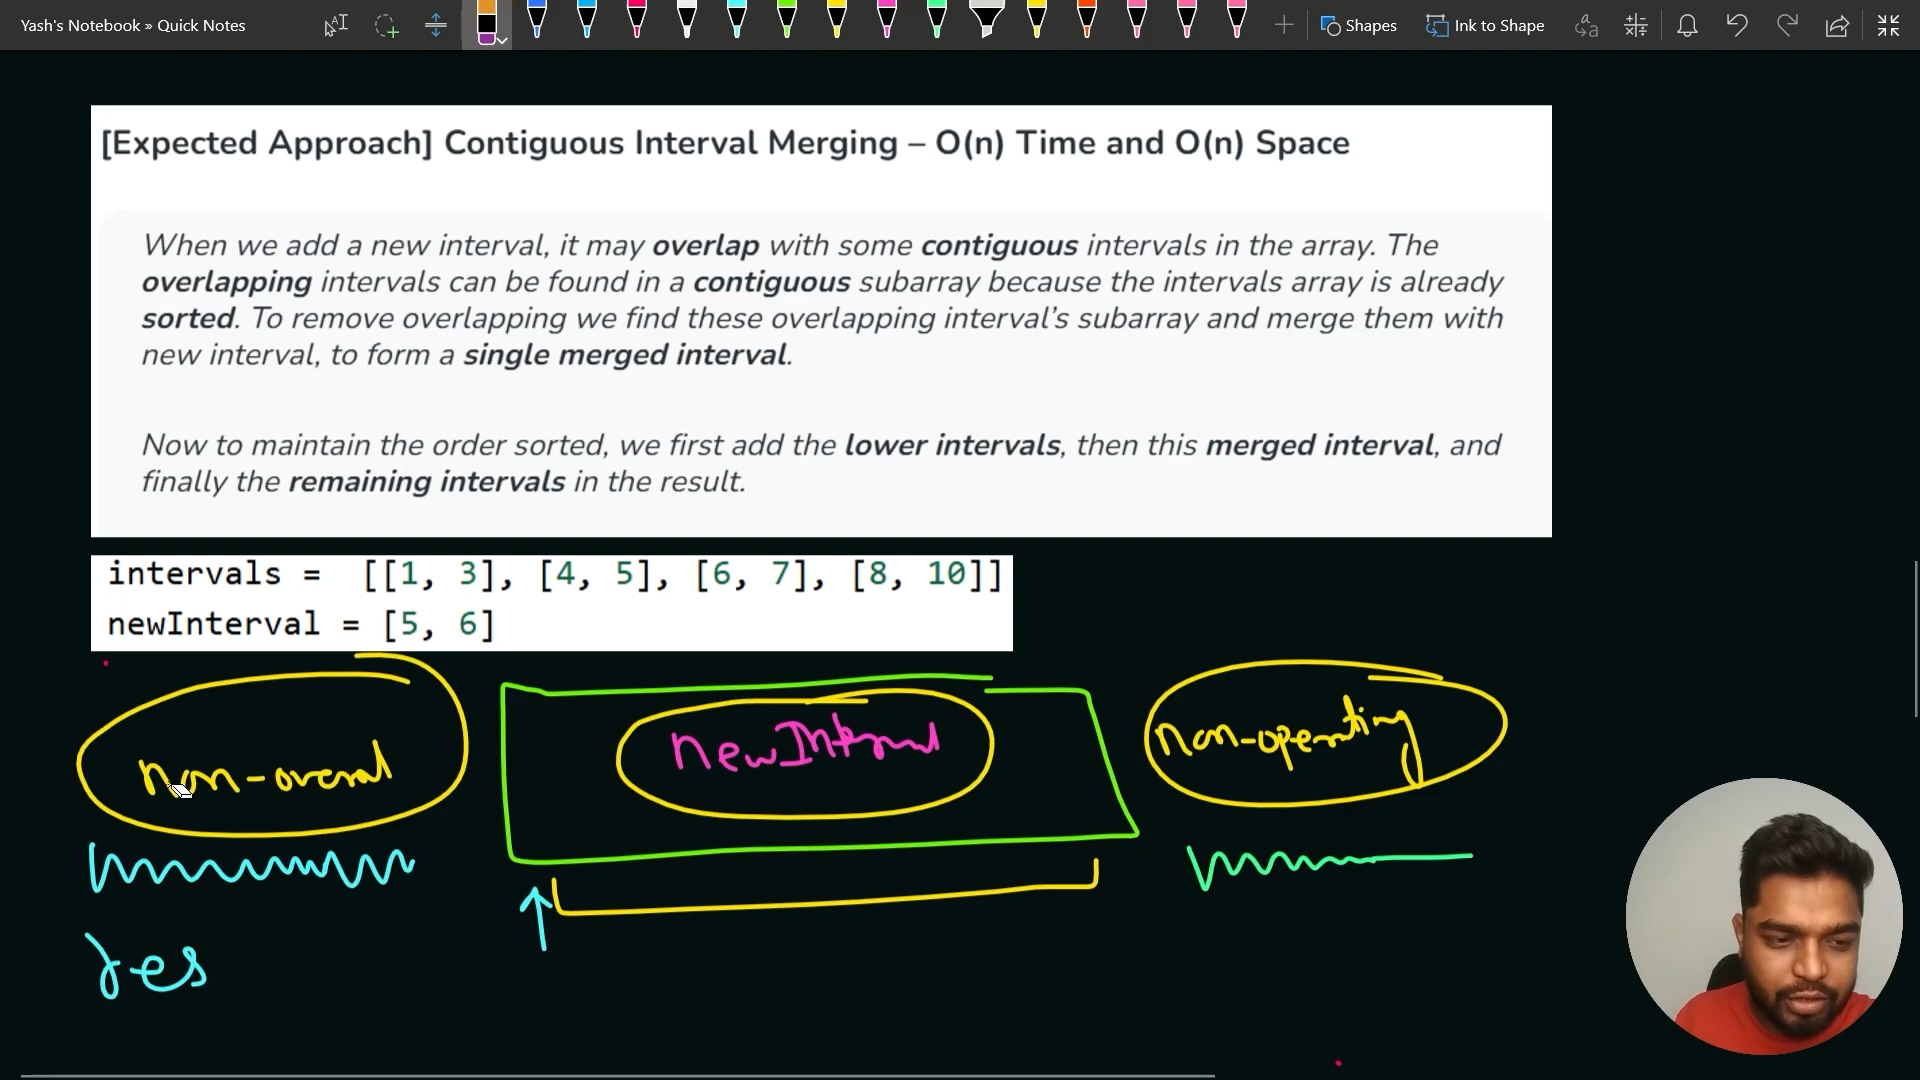 Yash's Notebook » Quick Notes
Shapes
Ink to Shape
[Expected Approach] Contiguous Interval Merging – O(n) Time and O(n) Space
When we add a new interval, it may overlap with some contiguous intervals in the array. The
overlapping intervals can be found in a contiguous subarray because the intervals array is already
sorted. To remove overlapping we find these overlapping interval's subarray and merge them with
new interval, to form a single merged interval.
Now to maintain the order sorted, we first add the lower intervals, then this merged interval, and
finally the remaining intervals in the result.
intervals = [[1, 3], [4, 5], [6, 7], [8, 10]]
newInterval = [5, 6]
non-overal
newInterval
non-operating
res